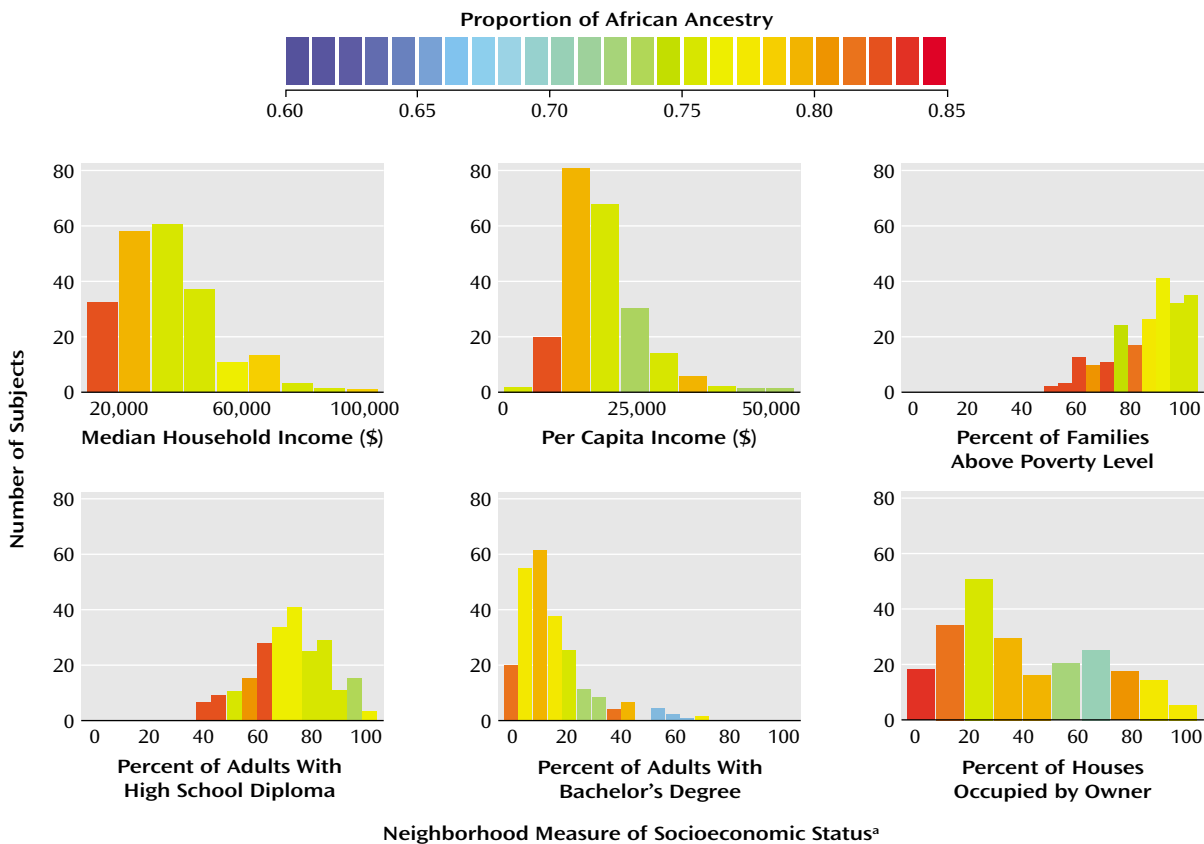 Proportion of African Ancestry
0.60 0.65 0.70 0.75 0.80 0.85
Number of Subjects
80
60
40
20
0
20,000 60,000 100,000
Median Household Income ($)
80
60
40
20
0
0 25,000 50,000
Per Capita Income ($)
80
60
40
20
0
0 20 40 60 80 100
Percent of Families
Above Poverty Level
80
60
40
20
0
0 20 40 60 80 100
Percent of Adults With
High School Diploma
80
60
40
20
0
0 20 40 60 80 100
Percent of Adults With
Bachelor's Degree
80
60
40
20
0
0 20 40 60 80 100
Percent of Houses
Occupied by Owner
Neighborhood Measure of Socioeconomic Statusᵃ